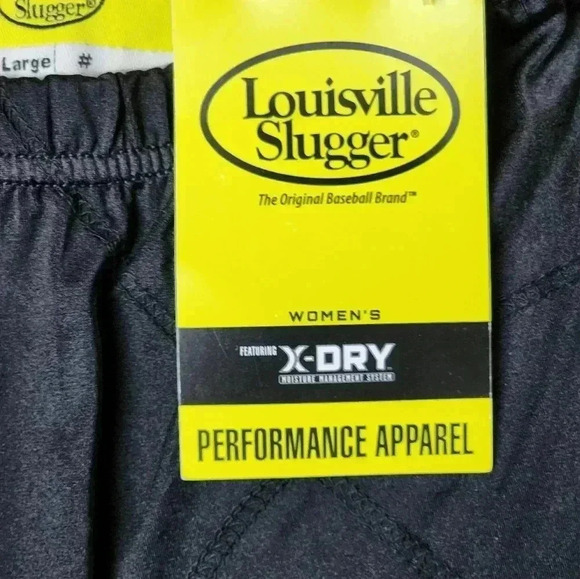 Slugger®
Large #
Louisville
Slugger®
The Original Baseball Brand™
WOMEN'S
FEATURING X-DRY
MOISTURE MANAGEMENT SYSTEM
PERFORMANCE APPAREL